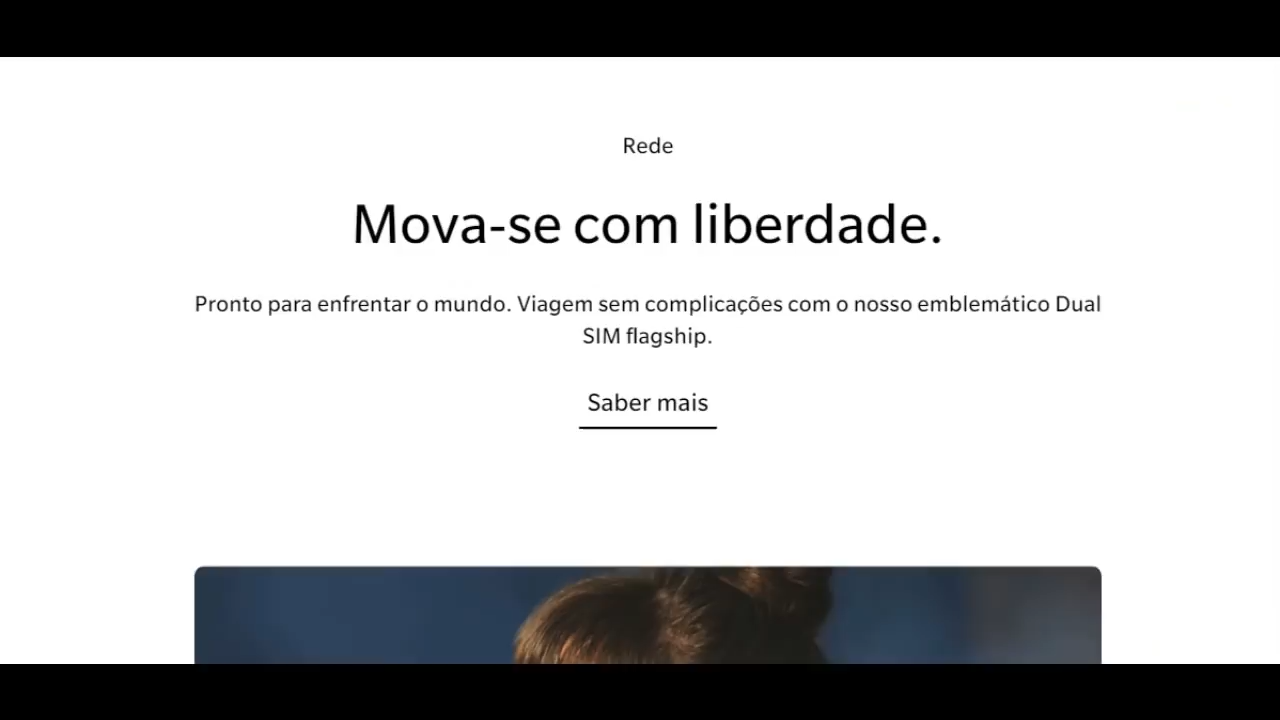 Rede
Mova-se com liberdade.
Pronto para enfrentar o mundo. Viagem sem complicações com o nosso emblemático Dual
SIM flagship.
Saber mais